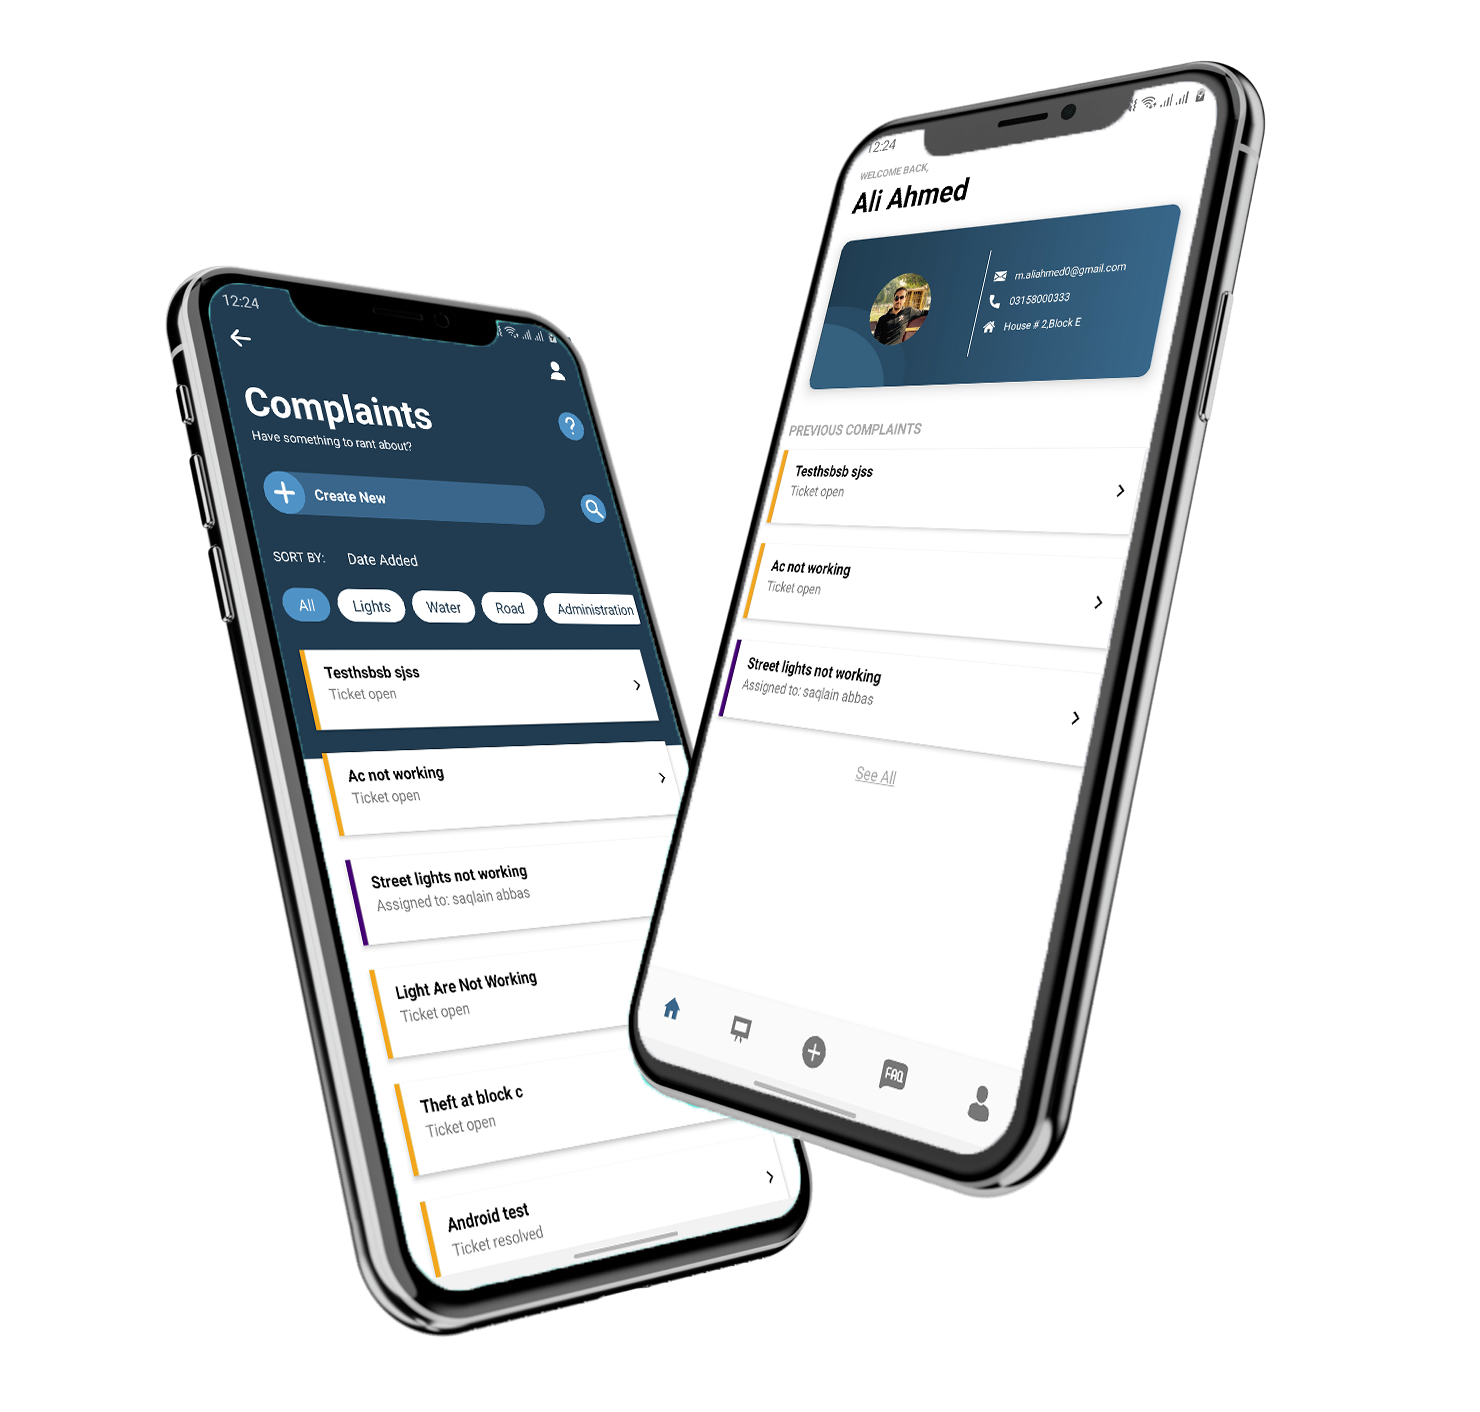 12:24
Complaints
Have something to rant about?
Create New
SORT BY: Date Added
All Lights Water Road Administration
Testhsbsb sjss
Ticket open
Ac not working
Ticket open
Street lights not working
Assigned to: saqlain abbas
Light Are Not Working
Ticket open
Theft at block c
Ticket open
Android test
Ticket resolved
12:24
WELCOME BACK,
Ali Ahmed
m.aliahmed0@gmail.com
03158000333
House # 2,Block E
PREVIOUS COMPLAINTS
Testhsbsb sjss
Ticket open
Ac not working
Ticket open
Street lights not working
Assigned to: saqlain abbas
See All
FAQ